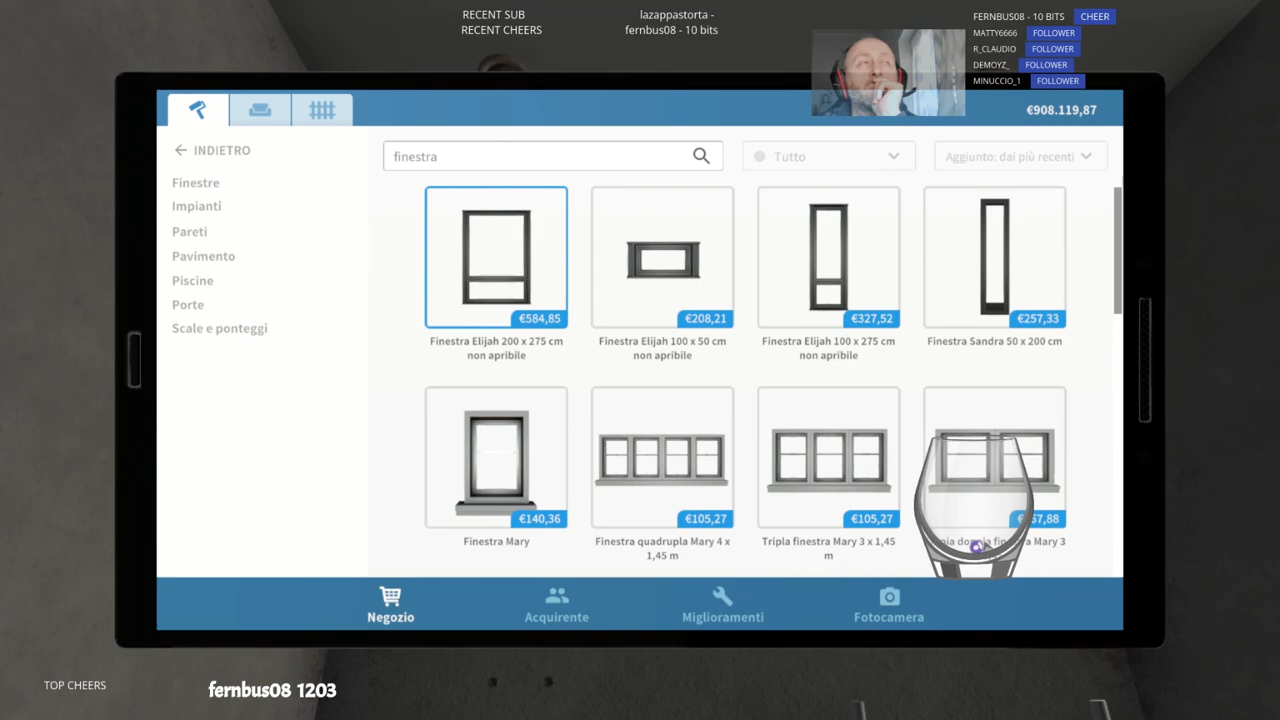 RECENT SUB
RECENT CHEERS
lazappastorta -
fernbus08 - 10 bits
FERNBUS08 - 10 BITS CHEER
MATTY6666 FOLLOWER
R_CLAUDIO FOLLOWER
DEMOYZ_ FOLLOWER
MINUCCIO_1 FOLLOWER
€908.119,87
INDIETRO
finestra
Tutto
Aggiunto: dai più recenti
Finestre
Impianti
Pareti
Pavimento
Piscine
Porte
Scale e ponteggi
€584,85
€208,21
€327,52
€257,33
Finestra Elijah 200 x 275 cm
non apribile
Finestra Elijah 100 x 50 cm
non apribile
Finestra Elijah 100 x 275 cm
non apribile
Finestra Sandra 50 x 200 cm
€140,36
€105,27
€105,27
Finestra Mary
Finestra quadrupla Mary 4 x
1,45 m
Tripla finestra Mary 3 x 1,45
m
Mary 3
Negozio
Acquirente
Miglioramenti
Fotocamera
TOP CHEERS
fernbus08 1203